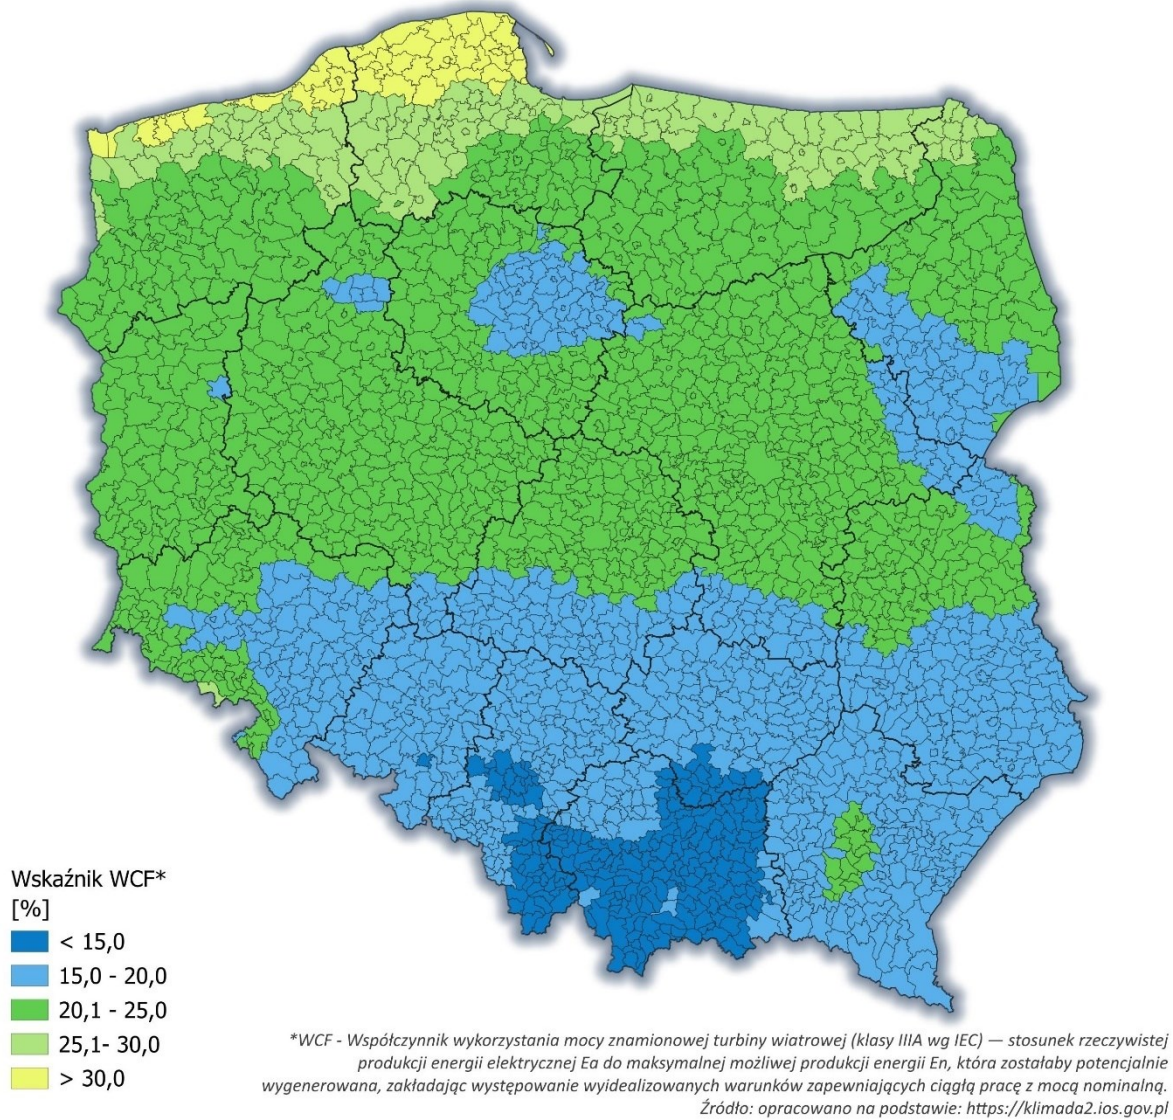 Wskaźnik WCF*
[%]
< 15,0
15,0 - 20,0
20,1 - 25,0
25,1- 30,0
> 30,0
*WCF - Współczynnik wykorzystania mocy znamionowej turbiny wiatrowej (klasy IIIA wg IEC) — stosunek rzeczywistej
produkcji energii elektrycznej Ea do maksymalnej możliwej produkcji energii En, która zostałaby potencjalnie
wygenerowana, zakładając występowanie wyidealizowanych warunków zapewniających ciągłą pracę z mocą nominalną.
Źródło: opracowano na podstawie: https://klimada2.ios.gov.pl